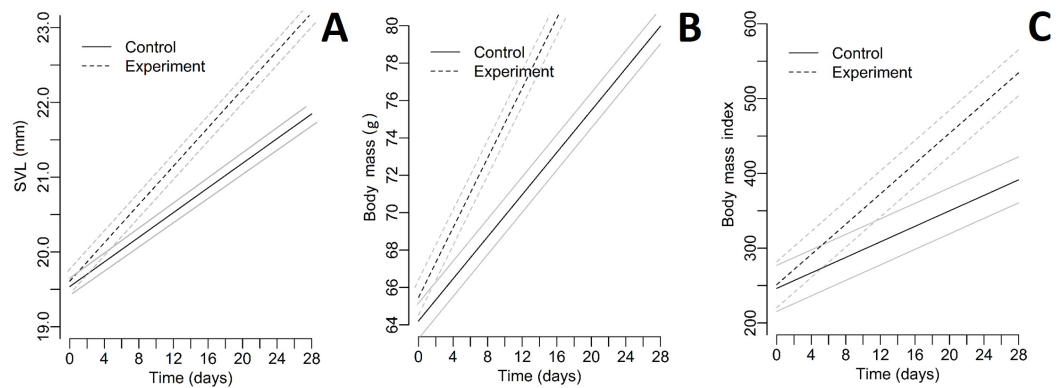 A
Control
Experiment
SVL (mm)
23.0
22.0
21.0
20.0
19.0
0 4 8 12 16 20 24 28
Time (days)
B
Control
Experiment
Body mass (g)
80
78
76
74
72
70
68
66
64
0 4 8 12 16 20 24 28
Time (days)
C
Control
Experiment
Body mass index
600
500
400
300
200
0 4 8 12 16 20 24 28
Time (days)